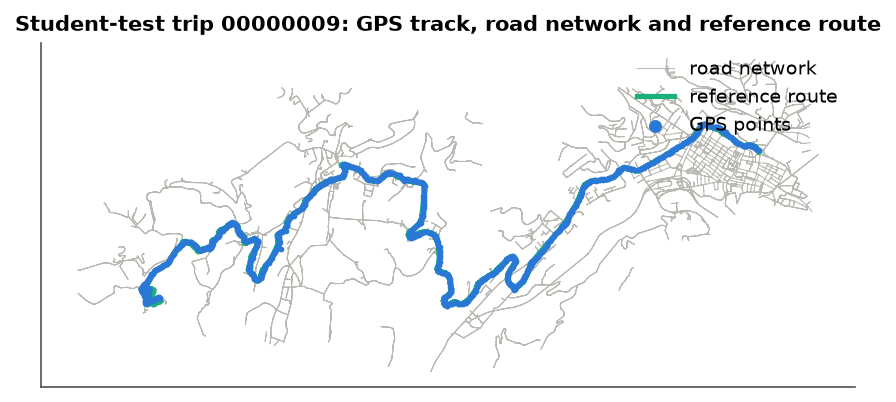 Student-test trip 00000009: GPS track, road network and reference route
road network
reference route
GPS points